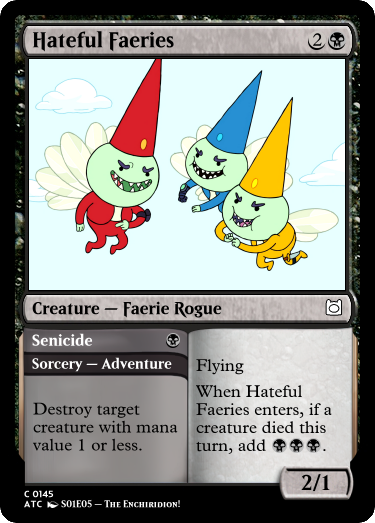 Hateful Faeries 2
Creature — Faerie Rogue
Senicide
Sorcery — Adventure
Destroy target
creature with mana
value 1 or less.
Flying
When Hateful
Faeries enters, if a
creature died this
turn, add
2/1
C 0145
ATC S01E05 — The Enchiridion!